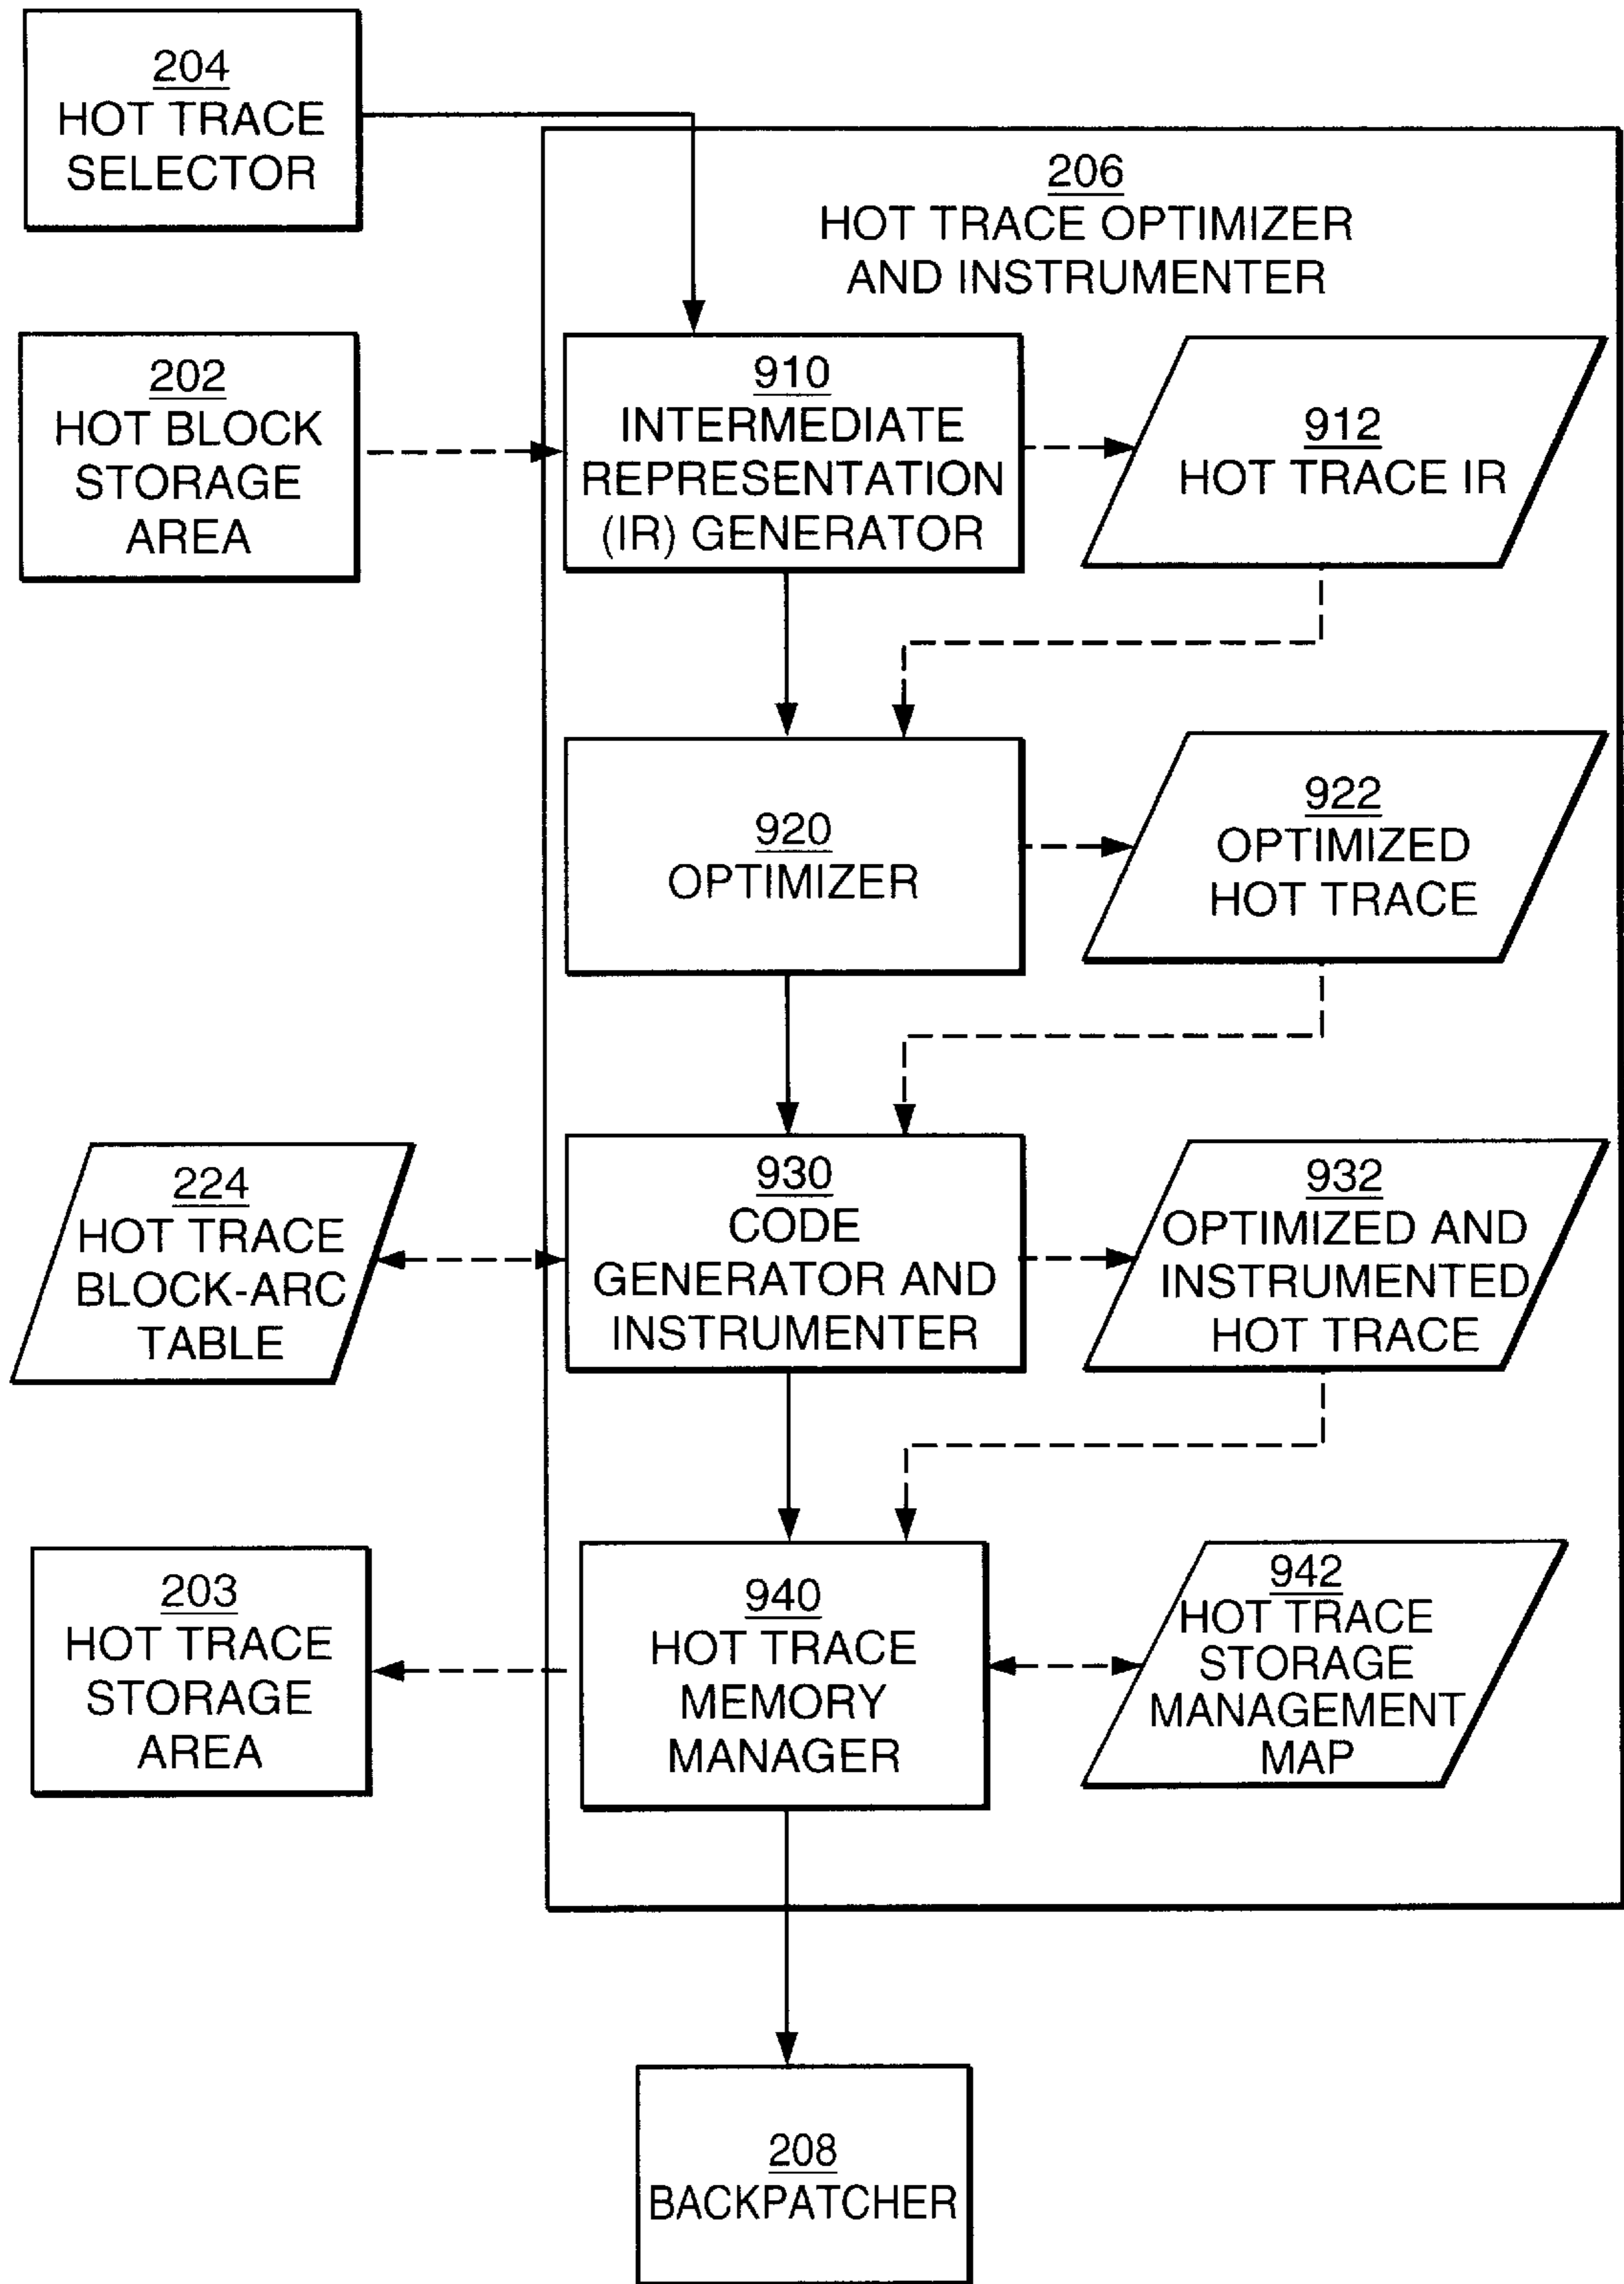 204
HOT TRACE
SELECTOR
206
HOT TRACE OPTIMIZER
AND INSTRUMENTER
202
HOT BLOCK
STORAGE
AREA
910
INTERMEDIATE
REPRESENTATION
(IR) GENERATOR
912
HOT TRACE IR
920
OPTIMIZER
922
OPTIMIZED
HOT TRACE
224
HOT TRACE
BLOCK-ARC
TABLE
930
CODE
GENERATOR AND
INSTRUMENTER
932
OPTIMIZED AND
INSTRUMENTED
HOT TRACE
203
HOT TRACE
STORAGE
AREA
940
HOT TRACE
MEMORY
MANAGER
942
HOT TRACE
STORAGE
MANAGEMENT
MAP
208
BACKPATCHER